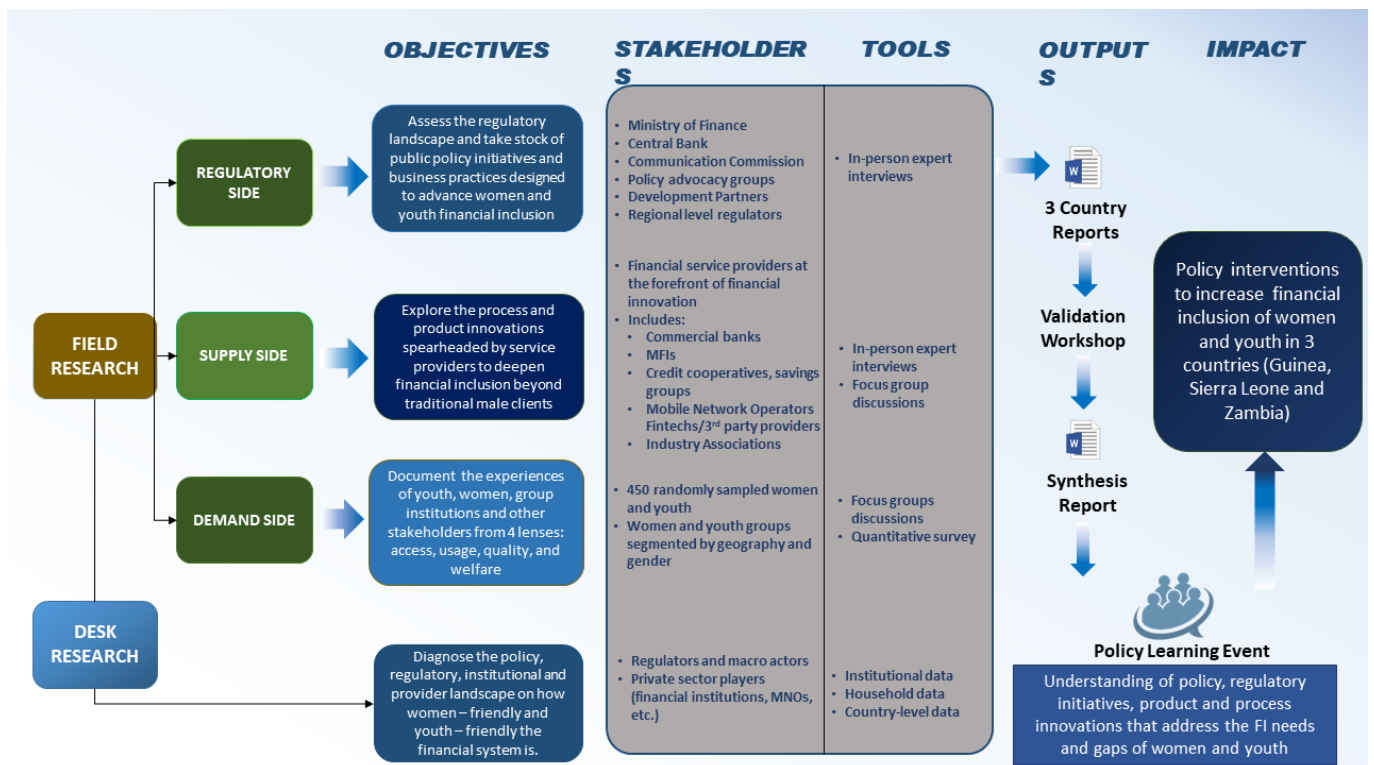 OBJECTIVES
STAKEHOLDER
S
TOOLS
OUTPUT
S
IMPACT
FIELD
RESEARCH
DESK
RESEARCH
REGULATORY
SIDE
Assess the regulatory
landscape and take stock of
public policy initiatives and
business practices designed
to advance women and
youth financial inclusion
• Ministry of Finance
• Central Bank
• Communication Commission
• Policy advocacy groups
• Development Partners
• Regional level regulators
• In-person expert
interviews
SUPPLY SIDE
Explore the process and
product innovations
spearheaded by service
providers to deepen
financial inclusion beyond
traditional male clients
• Financial service providers at
the forefront of financial
innovation
• Includes:
• Commercial banks
• MFIs
• Credit cooperatives, savings
groups
• Mobile Network Operators
Fintechs/3rd party providers
• Industry Associations
• In-person expert
interviews
• Focus group
discussions
DEMAND SIDE
Document the experiences
of youth, women, group
institutions and other
stakeholders from 4 lenses:
access, usage, quality, and
welfare
• 450 randomly sampled women
and youth
• Women and youth groups
segmented by geography and
gender
• Focus groups
discussions
• Quantitative survey
Diagnose the policy,
regulatory, institutional and
provider landscape on how
women – friendly and
youth – friendly the
financial system is.
• Regulators and macro actors
• Private sector players
(financial institutions, MNOs,
etc.)
• Institutional data
• Household data
• Country-level data
W
3 Country
Reports
Validation
Workshop
W
Synthesis
Report
Policy Learning Event
Understanding of policy, regulatory
initiatives, product and process
innovations that address the FI needs
and gaps of women and youth
Policy interventions
to increase financial
inclusion of women
and youth in 3
countries (Guinea,
Sierra Leone and
Zambia)